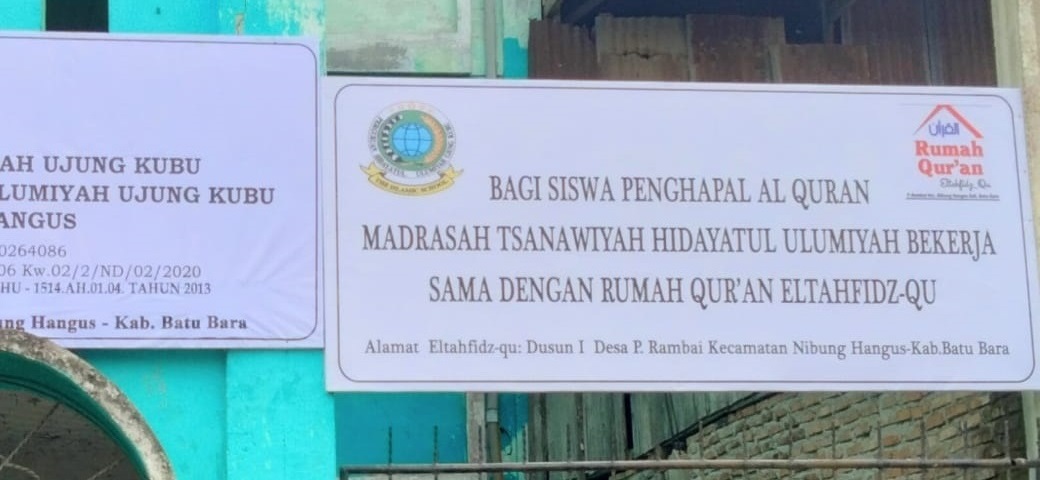 AH UJUNG KUBU
LUMIYAH UJUNG KUBU
ANGUS
0264086
06 Kw.02/2/ND/02/2020
HU - 1514.AH.01.04. TAHUN 2013
ung Hangus - Kab. Batu Bara
القرآن
Rumah
Qur'an
Eltahfidz_Qu
BAGI SISWA PENGHAPAL AL QURAN
MADRASAH TSANAWIYAH HIDAYATUL ULUMIYAH BEKERJA
SAMA DENGAN RUMAH QUR'AN ELTAHFIDZ-QU
Alamat Eltahfidz-qu: Dusun I Desa P. Rambai Kecamatan Nibung Hangus-Kab.Batu Bara